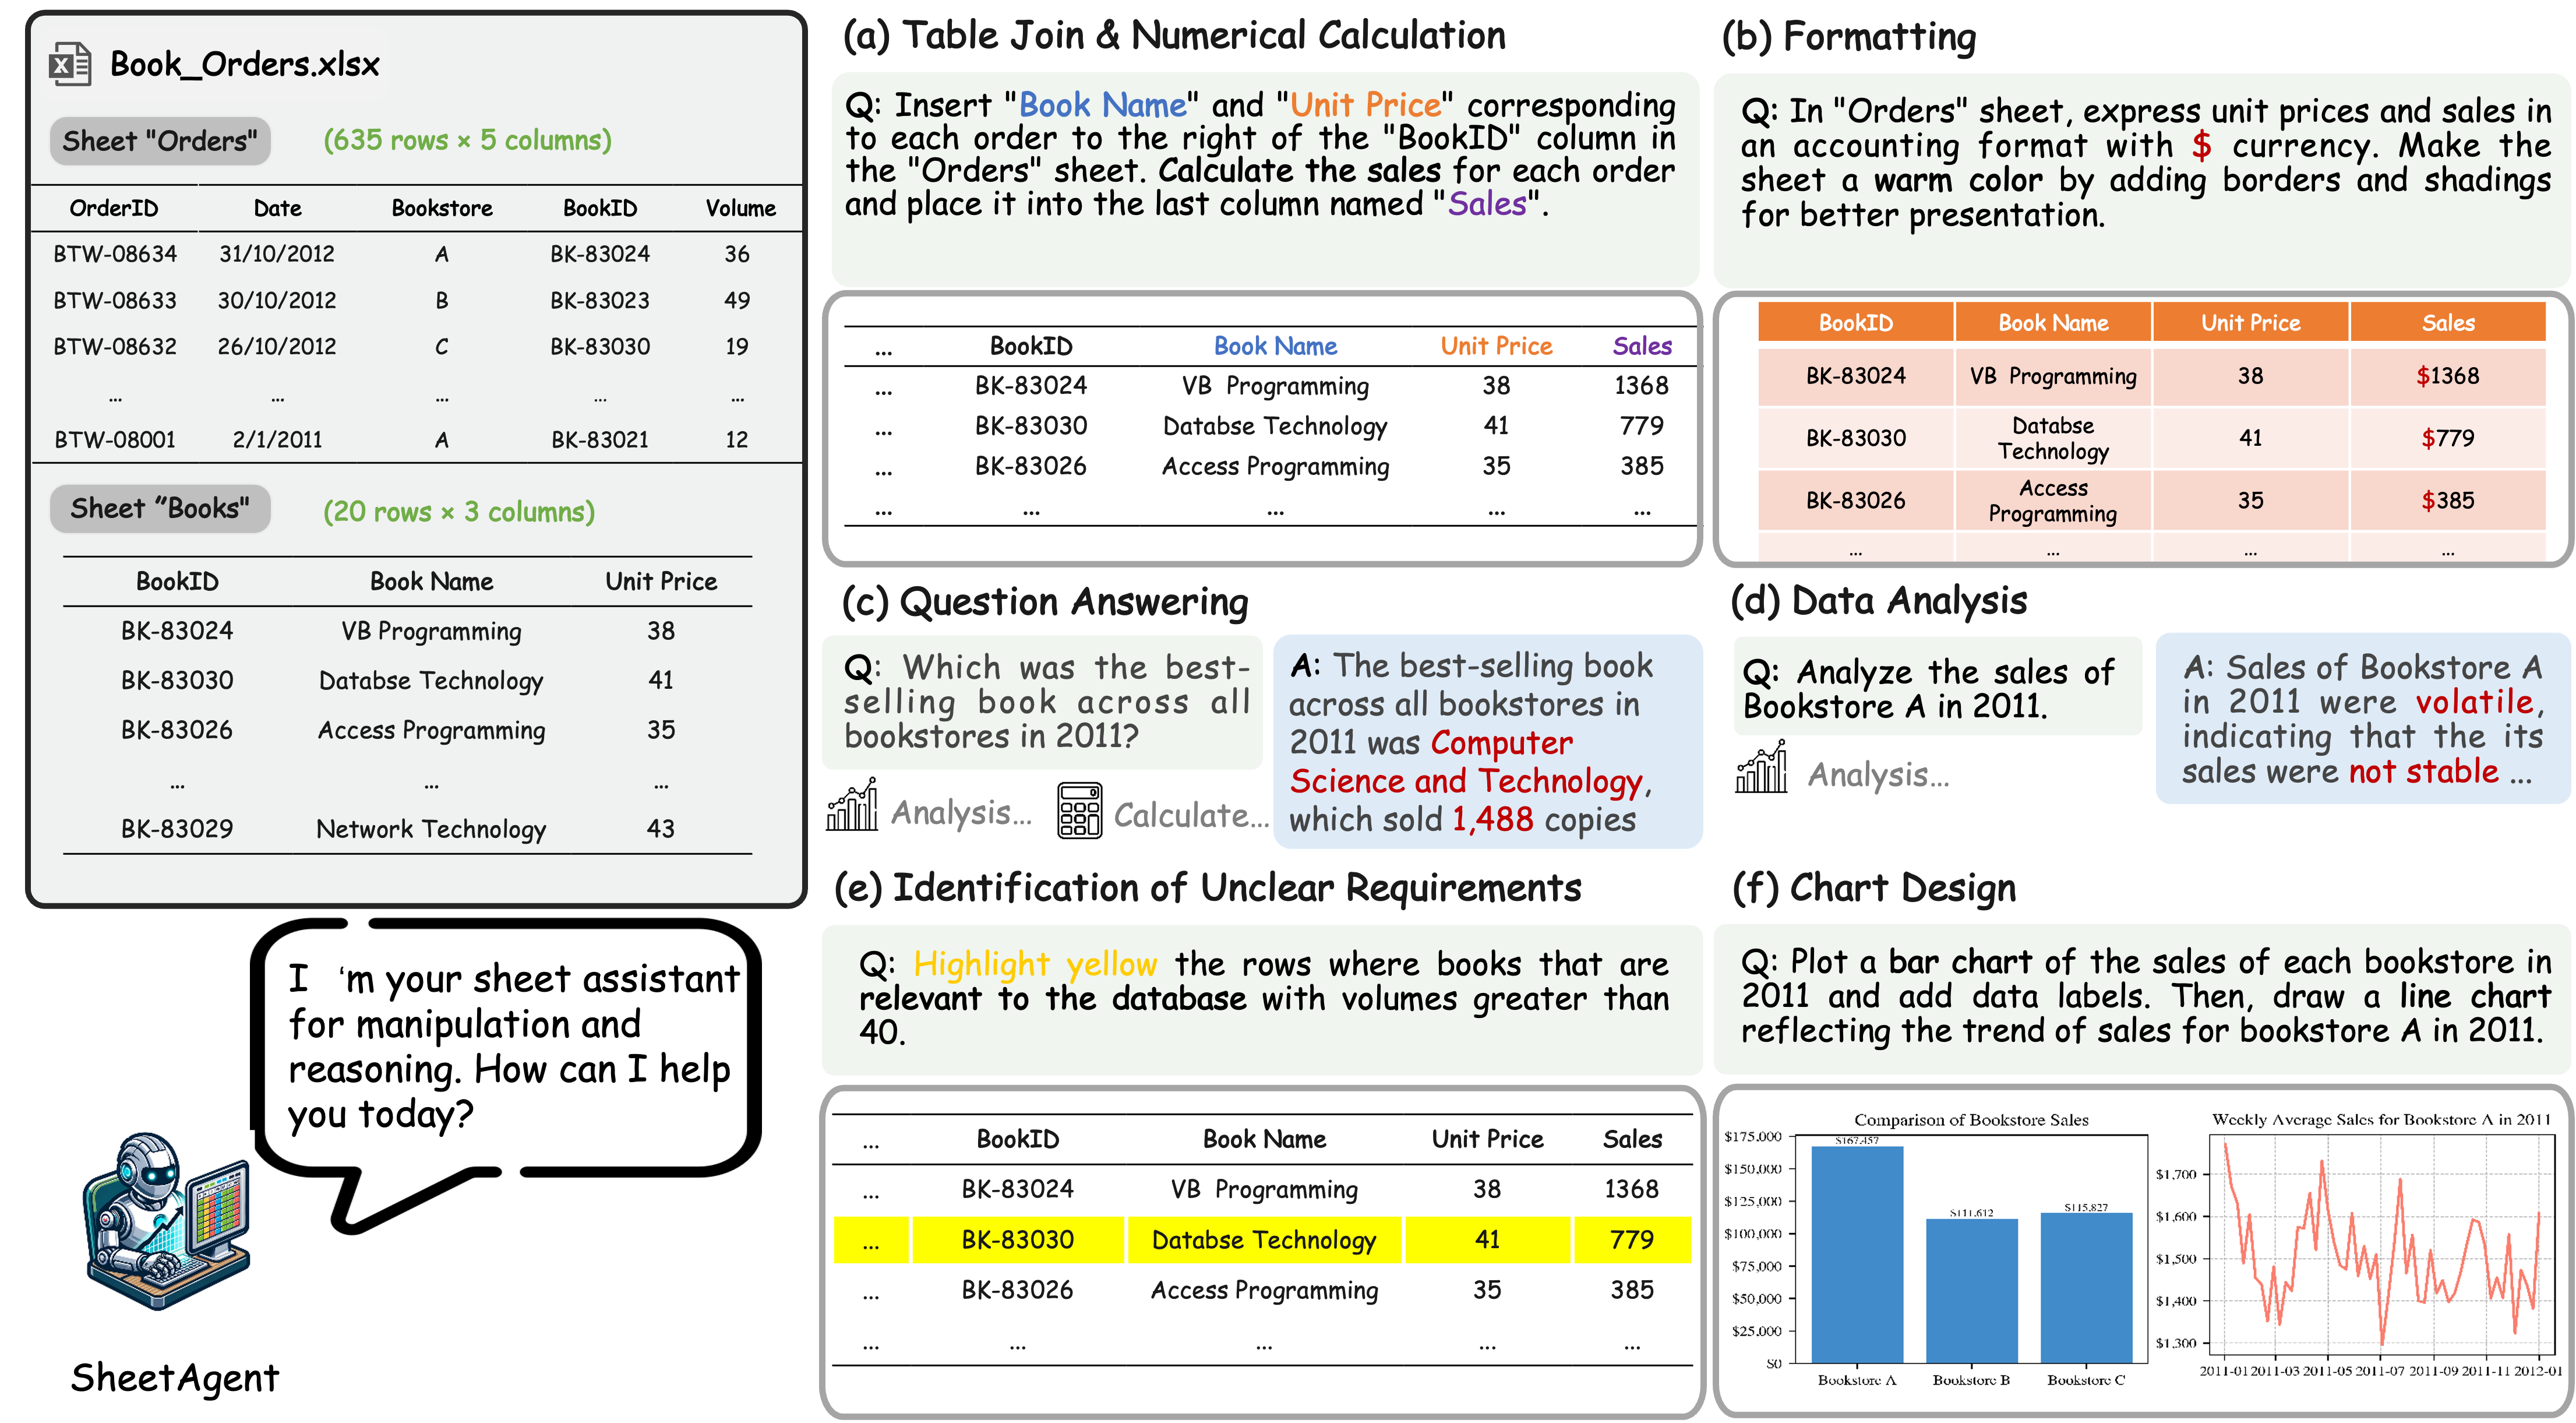 Book_Orders.xlsx
Sheet "Orders" (635 rows × 5 columns)
OrderID Date Bookstore BookID Volume
BTW-08634 31/10/2012 A BK-83024 36
BTW-08633 30/10/2012 B BK-83023 49
BTW-08632 26/10/2012 C BK-83030 19
... ... ... ... ...
BTW-08001 2/1/2011 A BK-83021 12
Sheet ”Books" (20 rows × 3 columns)
BookID Book Name Unit Price
BK-83024 VB Programming 38
BK-83030 Databse Technology 41
BK-83026 Access Programming 35
... ... ...
BK-83029 Network Technology 43
I ‘m your sheet assistant
for manipulation and
reasoning. How can I help
you today?
SheetAgent
(a) Table Join & Numerical Calculation
Q: Insert "Book Name" and "Unit Price" corresponding
to each order to the right of the "BookID" column in
the "Orders" sheet. Calculate the sales for each order
and place it into the last column named "Sales".
... BookID Book Name Unit Price Sales
... BK-83024 VB Programming 38 1368
... BK-83030 Databse Technology 41 779
... BK-83026 Access Programming 35 385
... ... ... ... ...
(b) Formatting
Q: In "Orders" sheet, express unit prices and sales in
an accounting format with $ currency. Make the
sheet a warm color by adding borders and shadings
for better presentation.
BookID Book Name Unit Price Sales
BK-83024 VB Programming 38 $1368
BK-83030 Databse Technology 41 $779
BK-83026 Access Programming 35 $385
... ... ... ...
(c) Question Answering
Q: Which was the best-
selling book across all
bookstores in 2011?
Analysis... Calculate...
A: The best-selling book
across all bookstores in
2011 was Computer
Science and Technology,
which sold 1,488 copies
(d) Data Analysis
Q: Analyze the sales of
Bookstore A in 2011.
Analysis...
A: Sales of Bookstore A
in 2011 were volatile,
indicating that the its
sales were not stable ...
(e) Identification of Unclear Requirements
Q: Highlight yellow the rows where books that are
relevant to the database with volumes greater than
40.
... BookID Book Name Unit Price Sales
... BK-83024 VB Programming 38 1368
... BK-83030 Databse Technology 41 779
... BK-83026 Access Programming 35 385
... ... ... ... ...
(f) Chart Design
Q: Plot a bar chart of the sales of each bookstore in
2011 and add data labels. Then, draw a line chart
reflecting the trend of sales for bookstore A in 2011.
Comparison of Bookstore Sales
$175,000
$150,000
$125,000
$100,000
$75,000
$50,000
$25,000
$0
$167,457
$111,612
$115,827
Bookstore A Bookstore B Bookstore C
Weekly Average Sales for Bookstore A in 2011
$1,700
$1,600
$1,500
$1,400
$1,300
2011-01 2011-03 2011-05 2011-07 2011-09 2011-11 2012-01